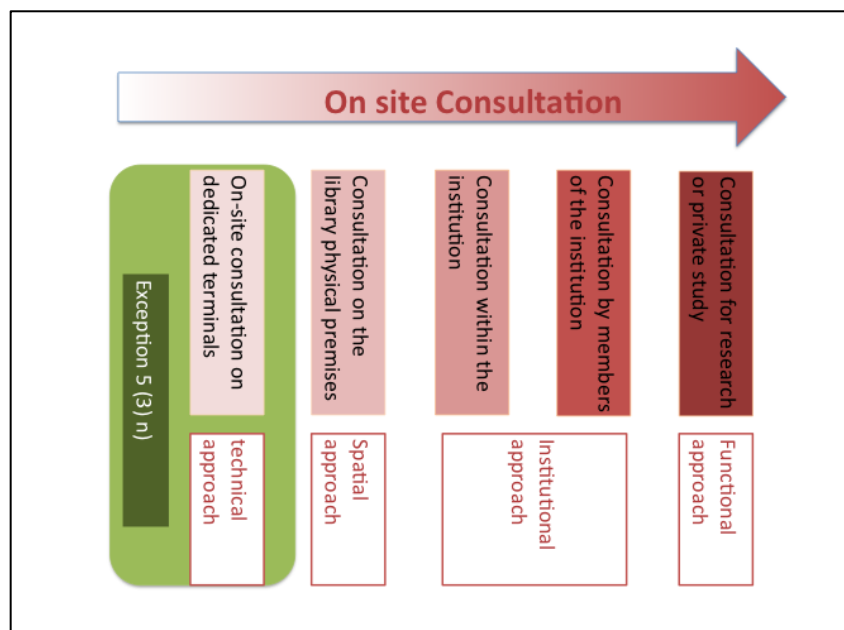 On site Consultation
Exception 5 (3) n)
On-site consultation on
dedicated terminals
technical
approach
Consultation on the
library physical premises
Spatial
approach
Consultation within the
institution
Consultation by members
of the institution
Institutional
approach
Consultation for research
or private study
Functional
approach